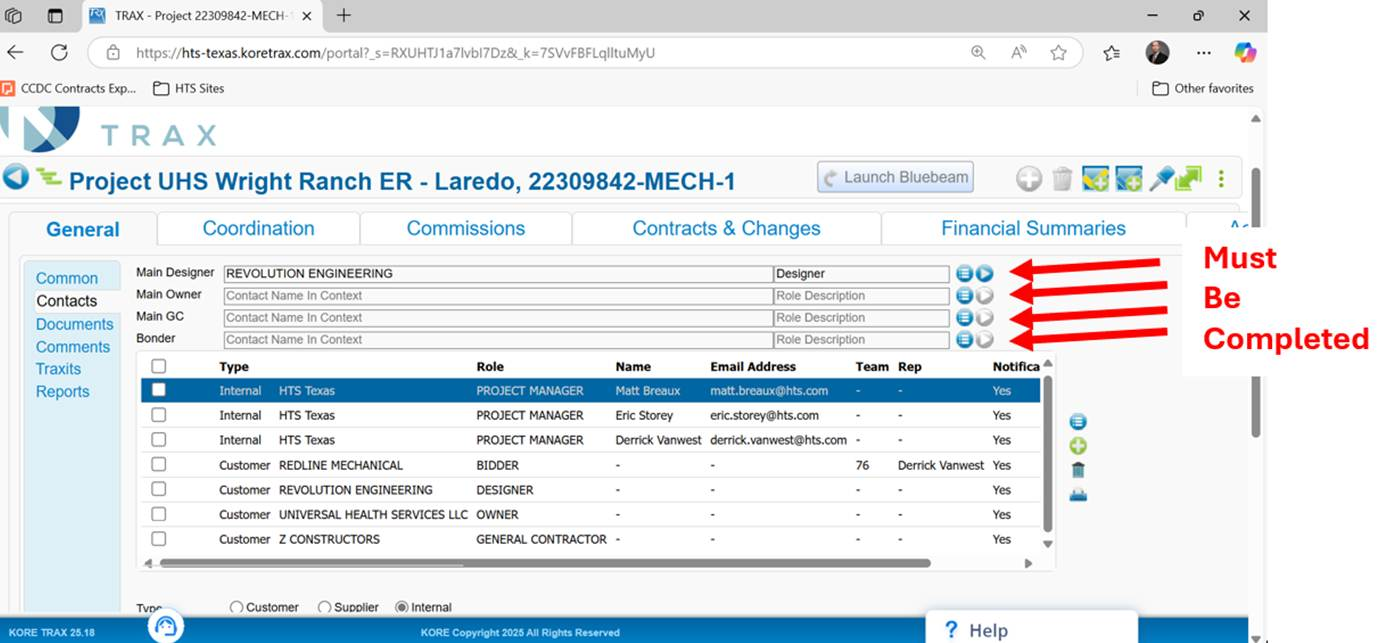 TRAX - Project 22309842-MECH-1
https://hts-texas.koretrax.com/portal?_s=RXUHTJ1a7lvbI7Dz&_k=7SVvFBFLqlltuMyU
CCDC Contracts Exp... HTS Sites Other favorites
TRAX
Project UHS Wright Ranch ER - Laredo, 22309842-MECH-1 Launch Bluebeam
General Coordination Commissions Contracts & Changes Financial Summaries
Common
Contacts
Documents
Comments
Traxits
Reports
Main Designer REVOLUTION ENGINEERING Designer
Main Owner Contact Name In Context Role Description
Main GC Contact Name In Context Role Description
Bonder Contact Name In Context Role Description
Must
Be
Completed
Type Role Name Email Address Team Rep Notifica
Internal HTS Texas PROJECT MANAGER Matt Breaux matt.breaux@hts.com - - Yes
Internal HTS Texas PROJECT MANAGER Eric Storey eric.storey@hts.com - - Yes
Internal HTS Texas PROJECT MANAGER Derrick Vanwest derrick.vanwest@hts.com - - Yes
Customer REDLINE MECHANICAL BIDDER - - 76 Derrick Vanwest Yes
Customer REVOLUTION ENGINEERING DESIGNER - - - - Yes
Customer UNIVERSAL HEALTH SERVICES LLC OWNER - - - - Yes
Customer Z CONSTRUCTORS GENERAL CONTRACTOR - - - - Yes
Type Customer Supplier Internal
KORE TRAX 25.18 KORE Copyright 2025 All Rights Reserved ? Help